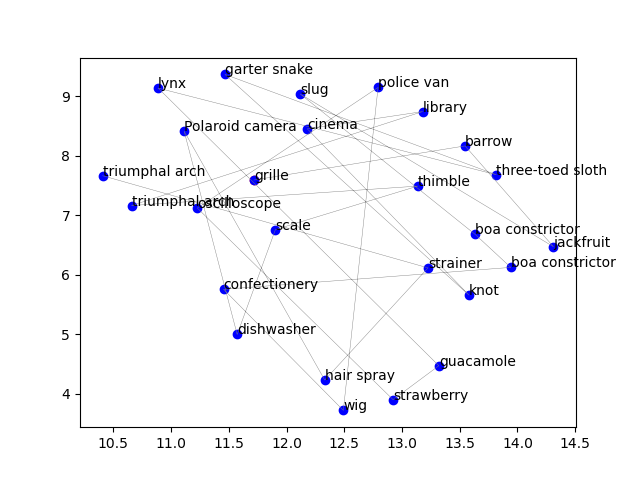 garter snake
lynx
police van
slug
9
library
Polaroid camera
cinema
barrow
8
triumphal arch
three-toed sloth
grille
thimble
triumphal arch
oscilloscope
7
scale
boa constrictor
jackfruit
strainer
boa constrictor
6
confectionery
knot
dishwasher
5
guacamole
hair spray
4
strawberry
wig
10.5 11.0 11.5 12.0 12.5 13.0 13.5 14.0 14.5